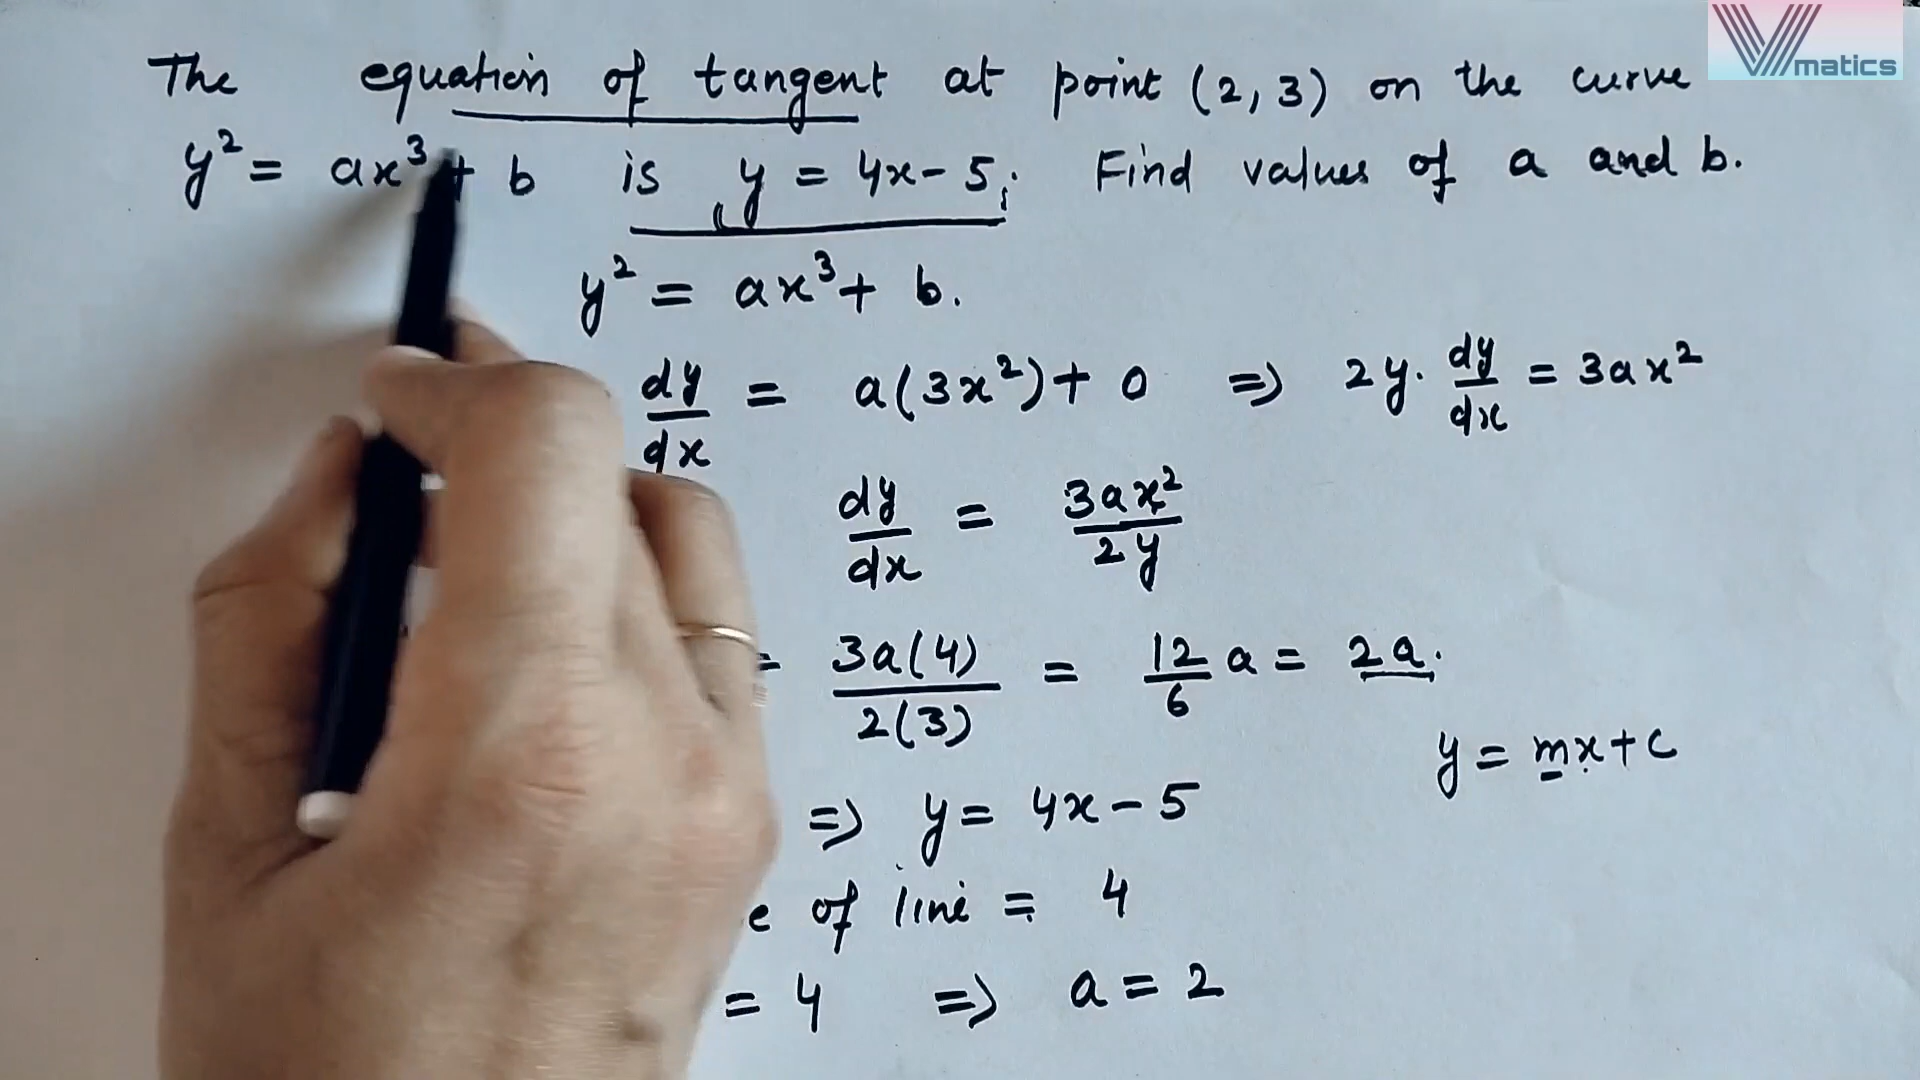 Vmatics
The equation of tangent at point (2,3) on the curve
y² = ax³ + b is y = 4x - 5. Find values of a and b.
y² = ax³ + b.
dy/dx = a(3x²) + 0 => 2y. dy/dx = 3ax²
dy/dx = 3ax²/2y
= 3a(4)/2(3) = 12/6 a = 2a.
y = mx + c
=> y = 4x - 5
e of line = 4
= 4 => a = 2